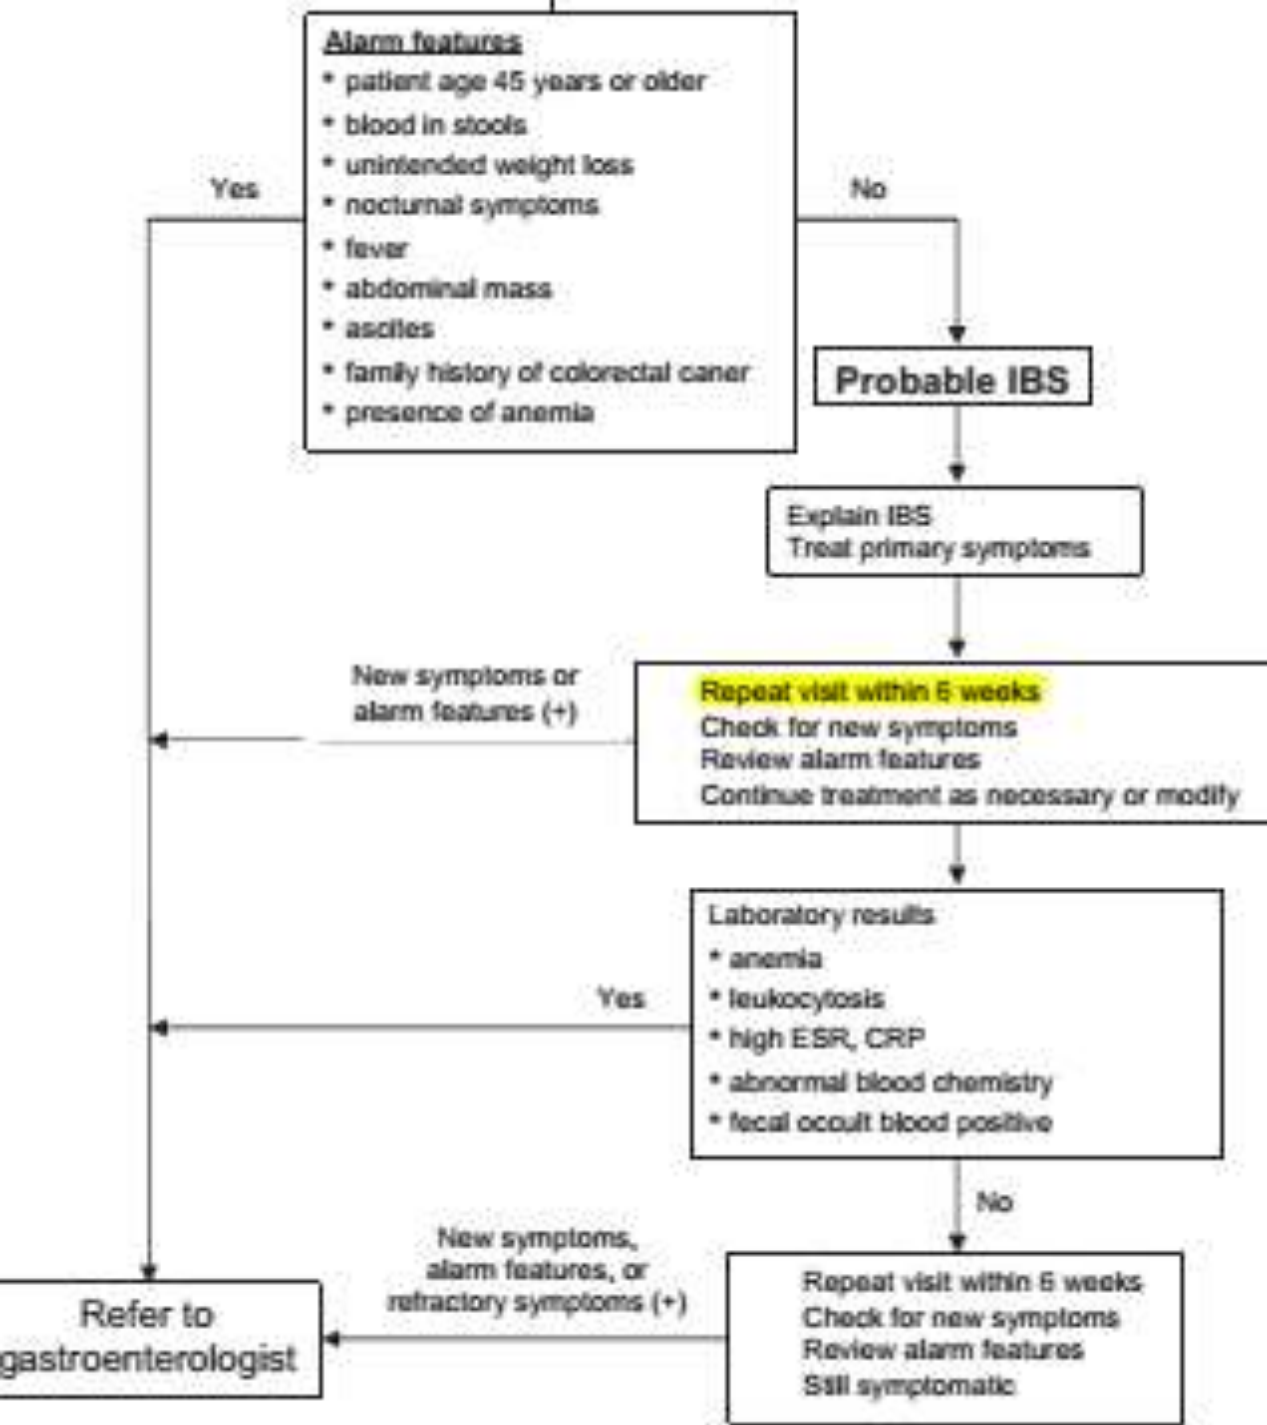 Alarm features
* patient age 45 years or older
* blood in stools
* unintended weight loss
* nocturnal symptoms
* fever
* abdominal mass
* ascites
* family history of colorectal caner
* presence of anemia
Yes
No
Probable IBS
Explain IBS
Treat primary symptoms
New symptoms or
alarm features (+)
Repeat visit within 6 weeks
Check for new symptoms
Review alarm features
Continue treatment as necessary or modify
Laboratory results
* anemia
* leukocytosis
* high ESR, CRP
* abnormal blood chemistry
* fecal occult blood positive
Yes
No
New symptoms,
alarm features, or
refractory symptoms (+)
Repeat visit within 6 weeks
Check for new symptoms
Review alarm features
Still symptomatic
Refer to
gastroenterologist